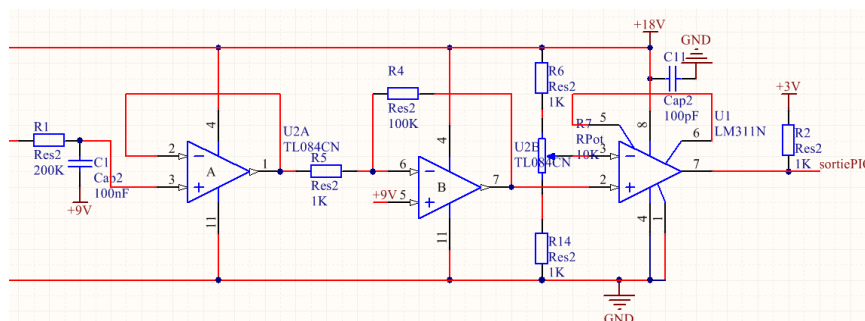 +18V
GND
C11
Cap2
100pF
+3V
R6
Res2
1K
R4
Res2
100K
4
4
8
R7
5
U1
LM311N
6
R2
Res2
1K
R1
Res2
200K
C1
Cap2
100nF
+9V
2
3
A
1
U2A
TL084CN
R5
Res2
1K
6
+9V
5
B
7
U2B
TL084CN
RPot
10K
3
2
7
sortiePIC
11
11
R14
Res2
1K
4
1
GND